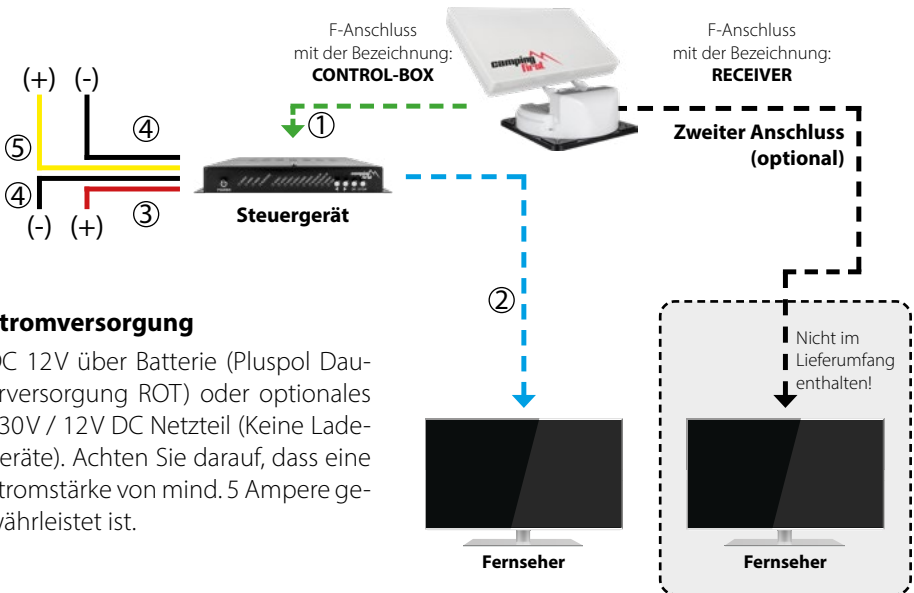 F-Anschluss
mit der Bezeichnung:
CONTROL-BOX
F-Anschluss
mit der Bezeichnung:
RECEIVER
camping
first
(+) (-)
④
⑤
①
Zweiter Anschluss
(optional)
④
③
(-) (+)
POWER
Steuergerät
②
tromversorgung
DC 12V über Batterie (Pluspol Dau-
rversorgung ROT) oder optionales
30V / 12V DC Netzteil (Keine Lade-
eräte). Achten Sie darauf, dass eine
tromstärke von mind. 5 Ampere ge-
währleistet ist.
Nicht im
Lieferumfang
enthalten!
Fernseher
Fernseher